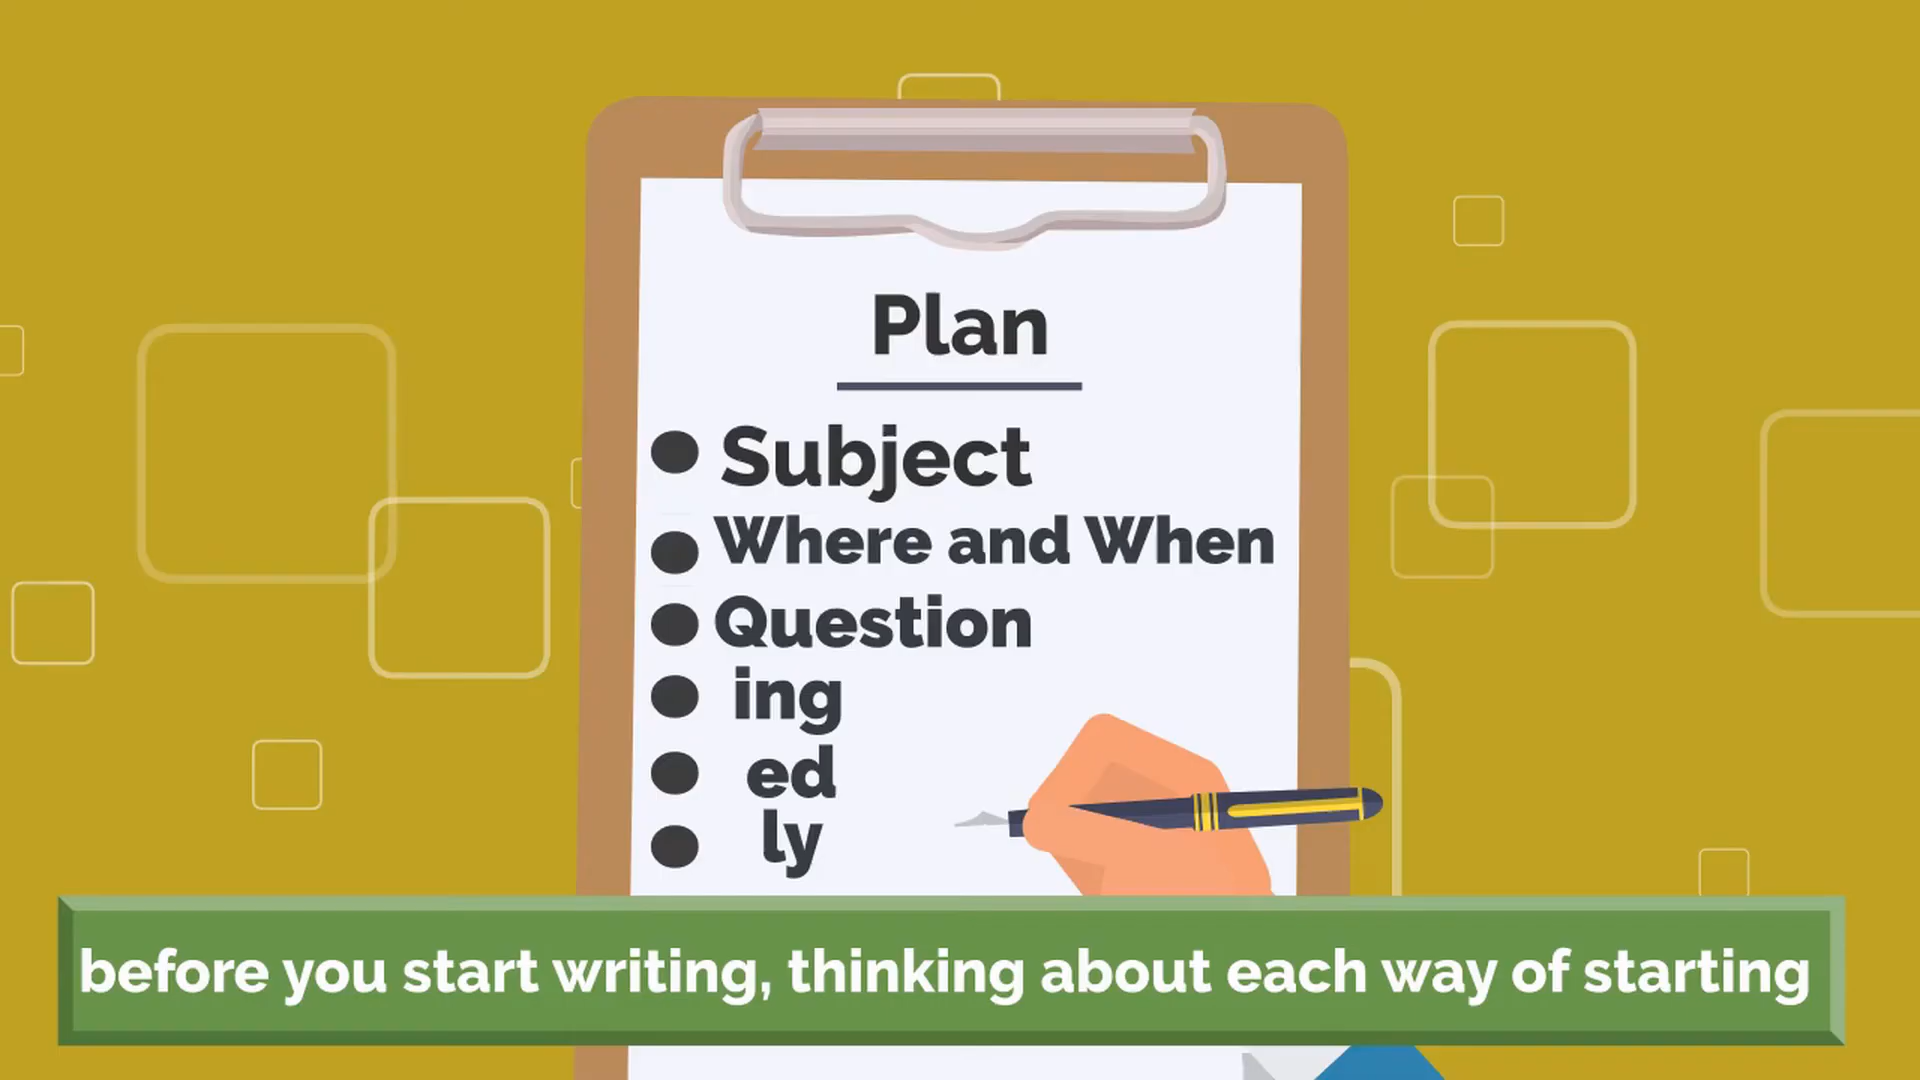 Plan
Subject
Where and When
Question
ing
ed
ly
before you start writing, thinking about each way of starting